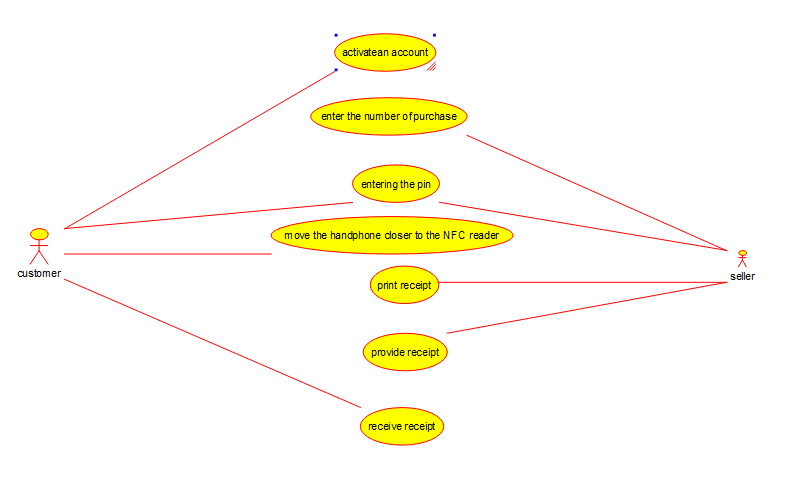 activatean account
enter the number of purchase
entering the pin
move the handphone closer to the NFC reader
customer
seller
print receipt
provide receipt
receive receipt